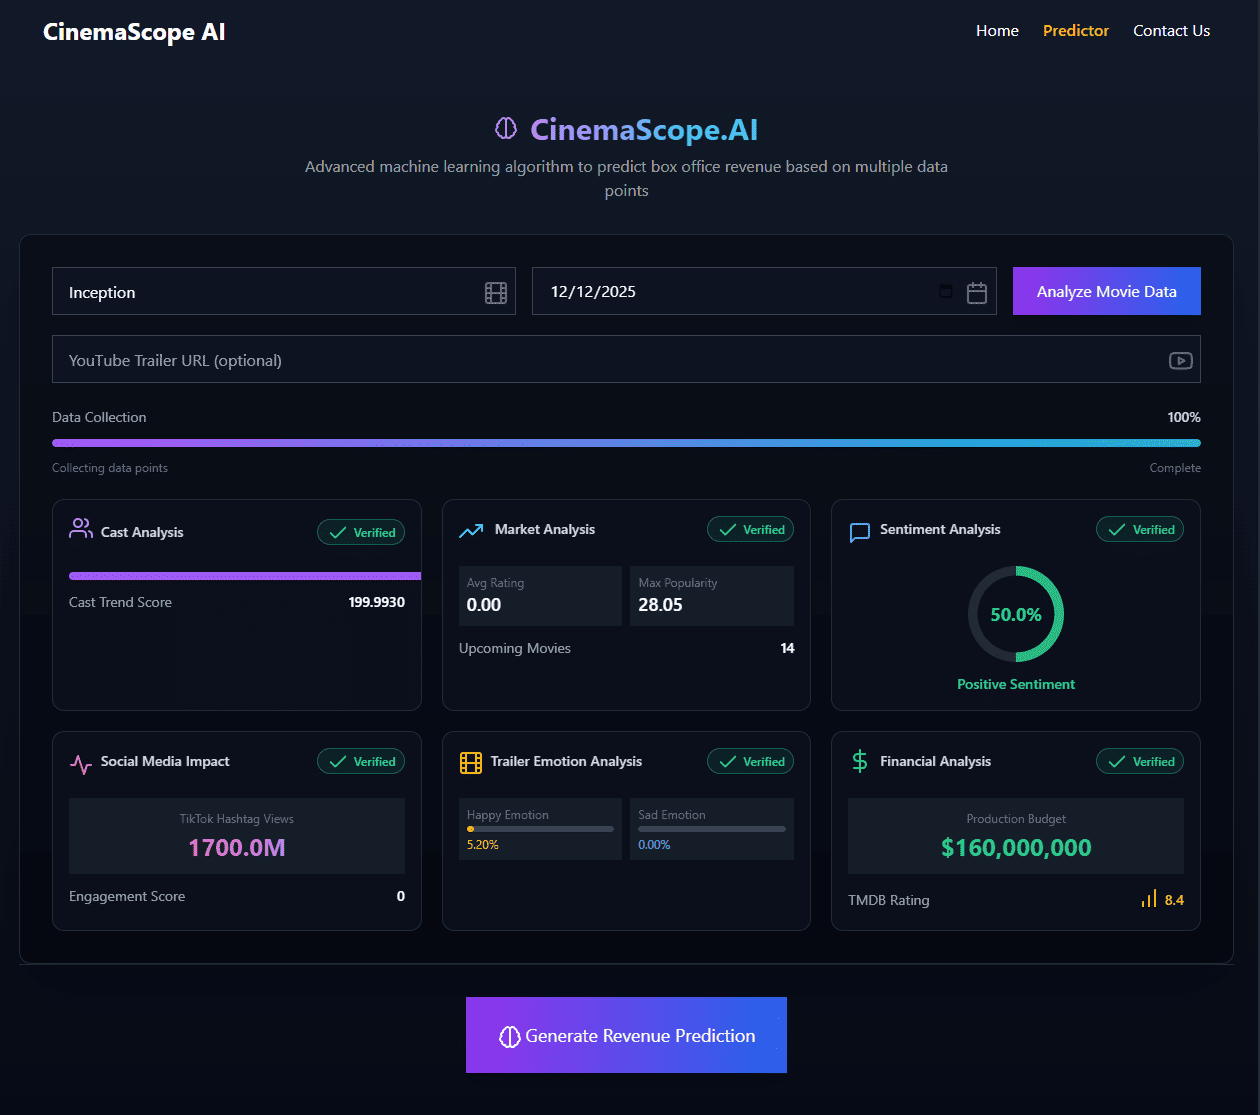 CinemaScope AI
Home
Predictor
Contact Us
CinemaScope.AI
Advanced machine learning algorithm to predict box office revenue based on multiple data
points
Inception
12/12/2025
Analyze Movie Data
YouTube Trailer URL (optional)
Data Collection
100%
Collecting data points
Complete
Cast Analysis
Verified
Cast Trend Score
199.9930
Market Analysis
Verified
Avg Rating
0.00
Max Popularity
28.05
Upcoming Movies
14
Sentiment Analysis
Verified
50.0%
Positive Sentiment
Social Media Impact
Verified
TikTok Hashtag Views
1700.0M
Engagement Score
0
Trailer Emotion Analysis
Verified
Happy Emotion
5.20%
Sad Emotion
0.00%
Financial Analysis
Verified
Production Budget
$160,000,000
TMDB Rating
8.4
Generate Revenue Prediction